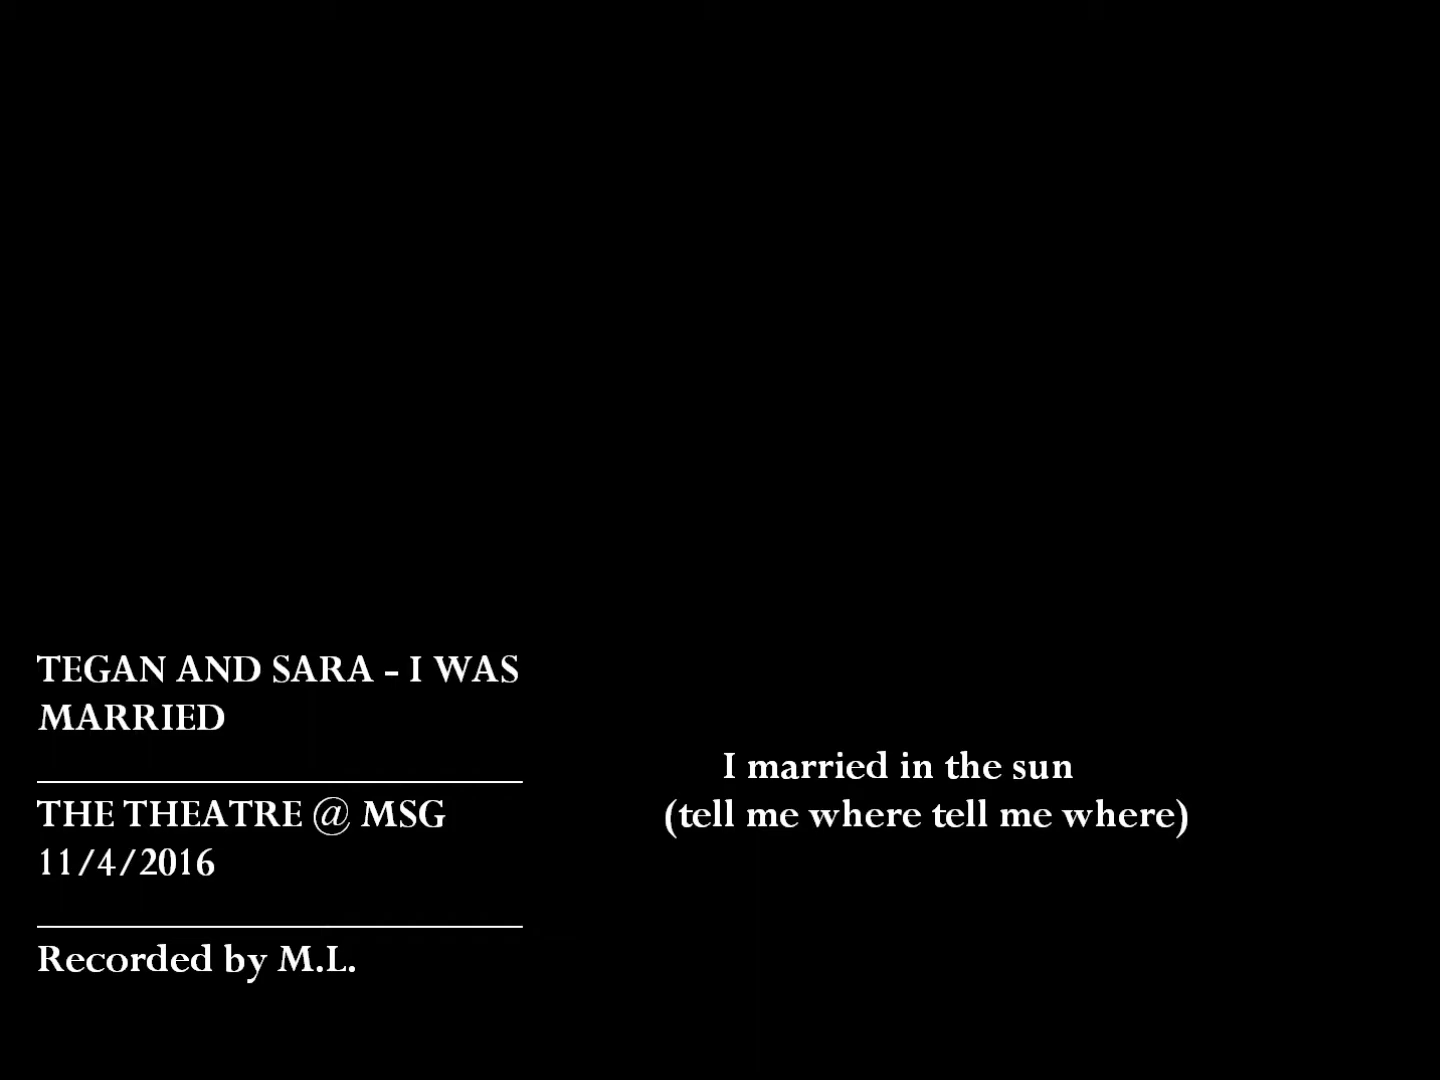 TEGAN AND SARA - I WAS
MARRIED
THE THEATRE @ MSG
11/4/2016
Recorded by M.L.
I married in the sun
(tell me where tell me where)